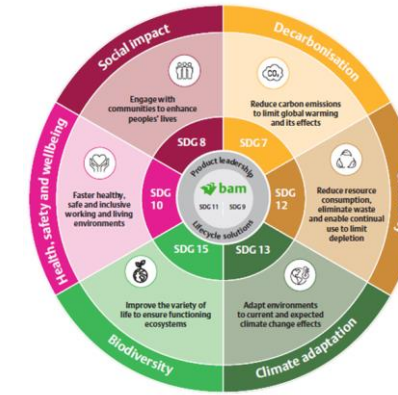 Social impact
Engage with
communities to enhance
peoples' lives
SDG 8
Decarbonisation
CO₂
Reduce carbon emissions
to limit global warming
and its effects
SDG 7
Health, safety and wellbeing
Faster healthy,
safe and inclusive
working and living
environments
SDG
10
Product leadership
bam
SDG 11
SDG 9
Lifecycle solutions
SDG
12
Reduce resource
consumption,
eliminate waste
and enable continual
use to limit
depletion
SDG 15
Improve the variety of
life to ensure functioning
ecosystems
Biodiversity
SDG 13
Adapt environments
to current and expected
climate change effects
Climate adaptation